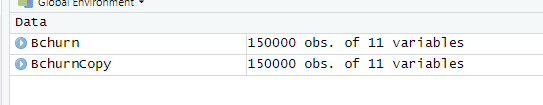 Global Environment
Data
Bchurn 150000 obs. of 11 variables
BchurnCopy 150000 obs. of 11 variables